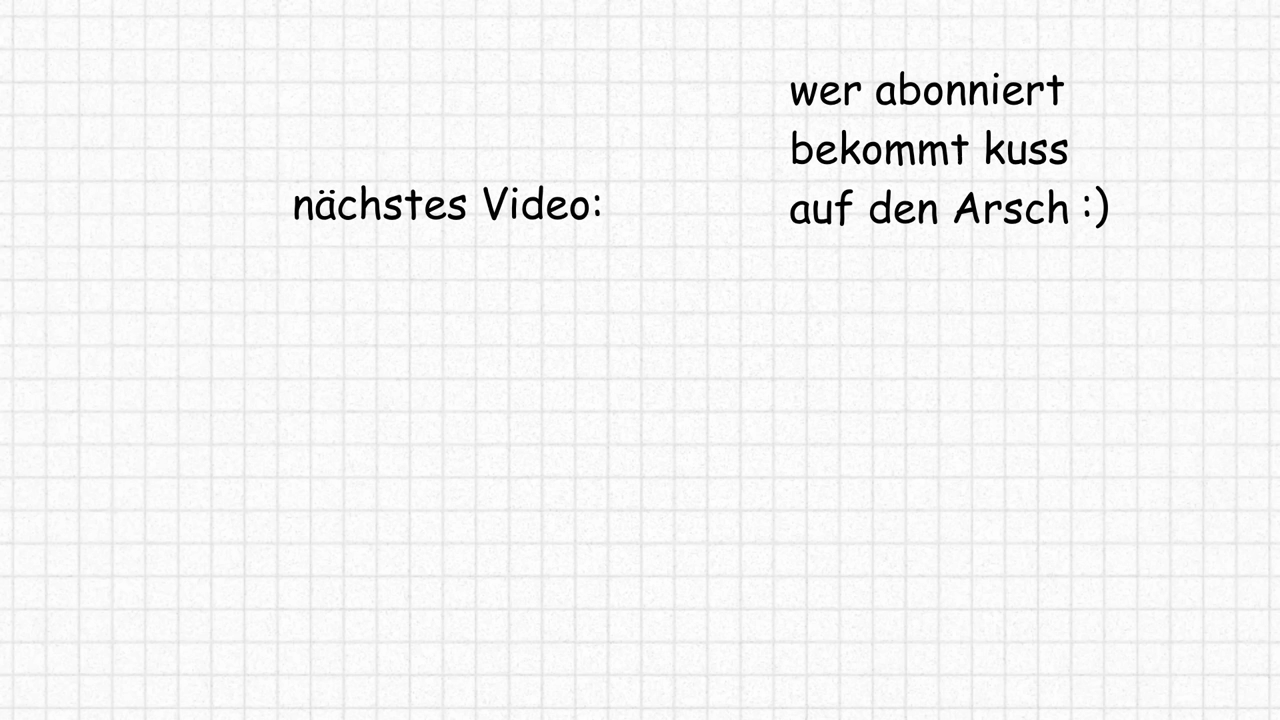 nächstes Video:
wer abonniert
bekommt kuss
auf den Arsch :)